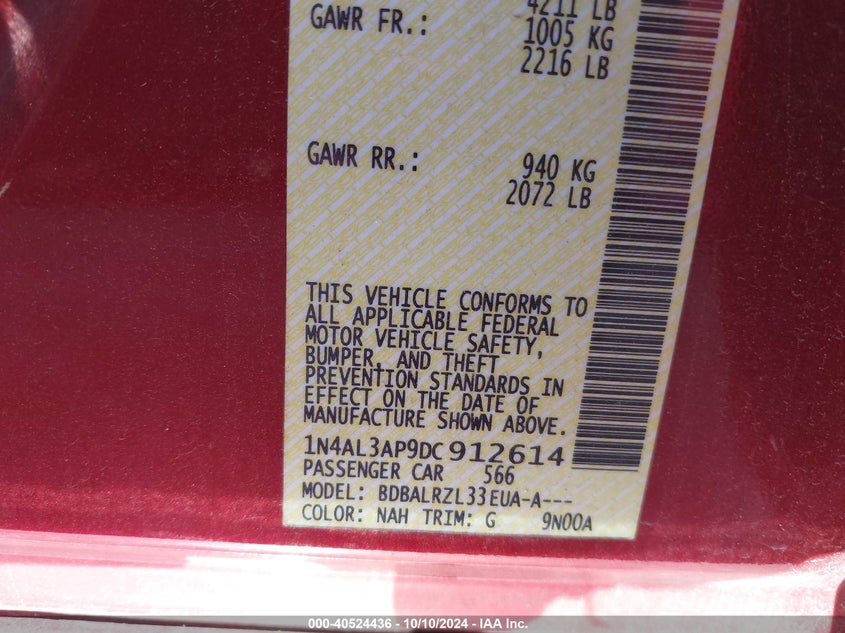 4211 LB
GAWR FR.: 1005 KG
2216 LB
GAWR RR.: 940 KG
2072 LB
THIS VEHICLE CONFORMS TO
ALL APPLICABLE FEDERAL
MOTOR VEHICLE SAFETY,
BUMPER, AND THEFT
PREVENTION STANDARDS IN
EFFECT ON THE DATE OF
MANUFACTURE SHOWN ABOVE.
1N4AL3AP9DC912614
PASSENGER CAR 566
MODEL: BDBALRZL33EUA-A---
COLOR: NAH TRIM: G 9N00A
000-40524436 - 10/10/2024 - IAA Inc.